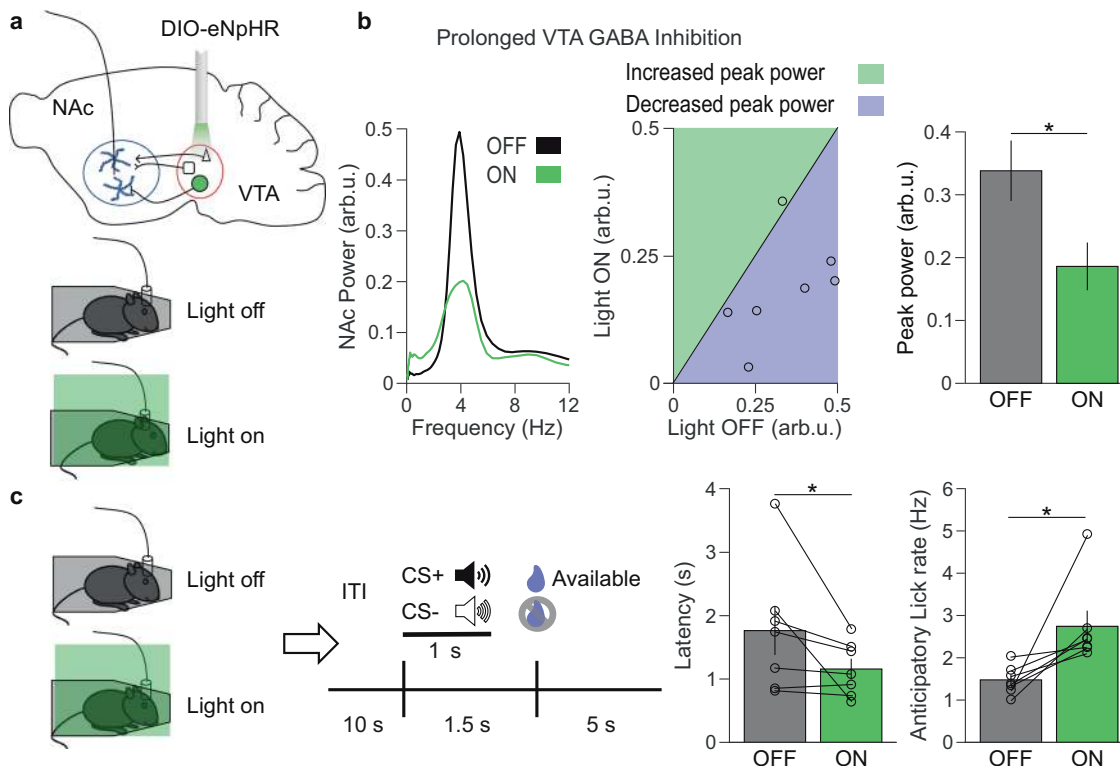 a
DIO-eNpHR
NAc
VTA
Light off
Light on
b
Prolonged VTA GABA Inhibition
Increased peak power
Decreased peak power
NAc Power (arb.u.)
0.5
0.4
0.3
0.2
0.1
0
0 4 8 12
Frequency (Hz)
OFF
ON
Light ON (arb.u.)
0.5
0.25
0
0 0.25 0.5
Light OFF (arb.u.)
Peak power (arb.u.)
0.4
0.3
0.2
0.1
*
OFF ON
c
Light off
Light on
ITI
CS+
CS-
Available
1 s
10 s 1.5 s 5 s
Latency (s)
4
3
2
1
0
*
OFF ON
Anticipatory Lick rate (Hz)
6
5
4
3
2
1
0
*
OFF ON